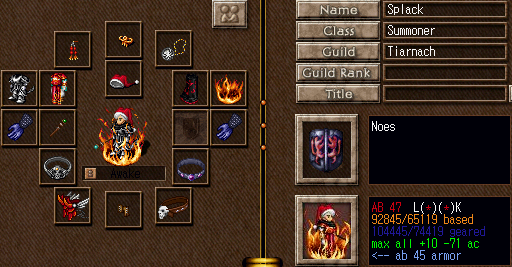 Name Splack
Class Summoner
Guild Tiarnach
Guild Rank
Title
Awake
Noes
AB 47 L(*)(+)K
92845/65119 based
104445/74419 geared
max all +10 -71 ac
<-- ab 45 armor